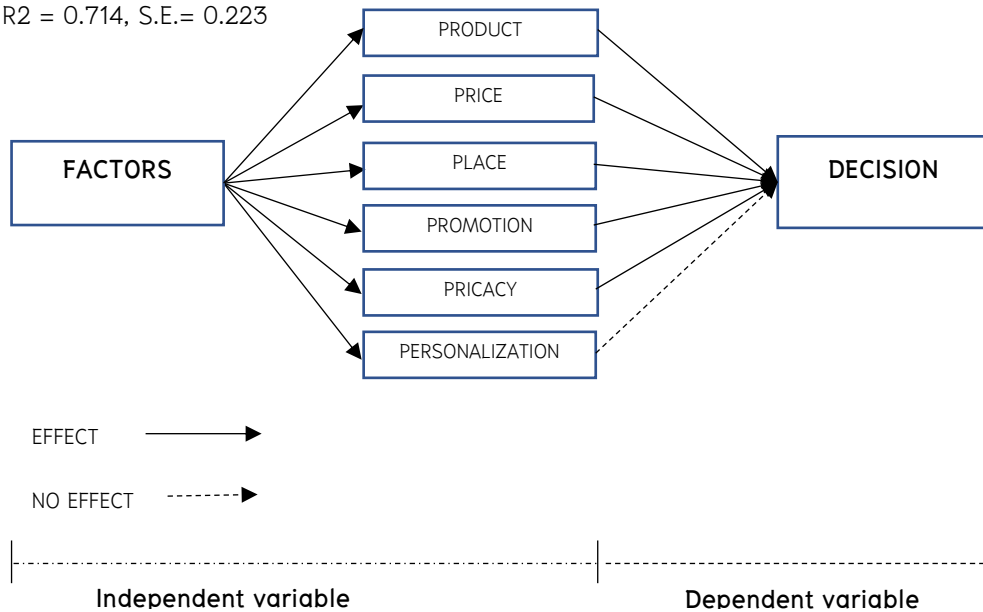 R2 = 0.714, S.E.= 0.223
PRODUCT
PRICE
PLACE
PROMOTION
PRICACY
PERSONALIZATION
FACTORS
DECISION
EFFECT
NO EFFECT
Independent variable
Dependent variable